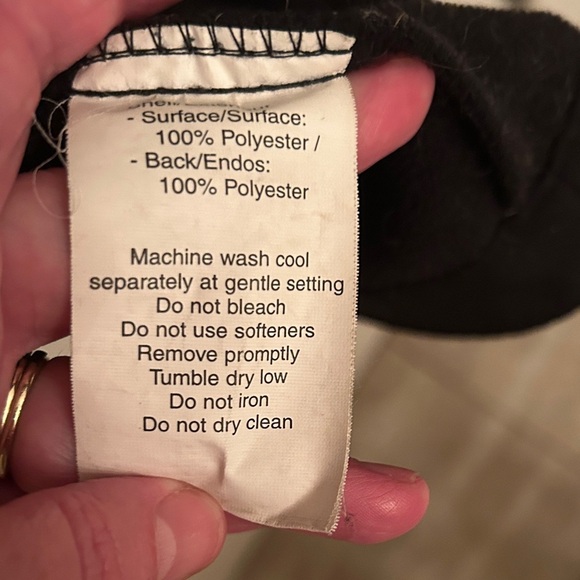 - Surface/Surface:
100% Polyester /
- Back/Endos:
100% Polyester
Machine wash cool
separately at gentle setting
Do not bleach
Do not use softeners
Remove promptly
Tumble dry low
Do not iron
Do not dry clean